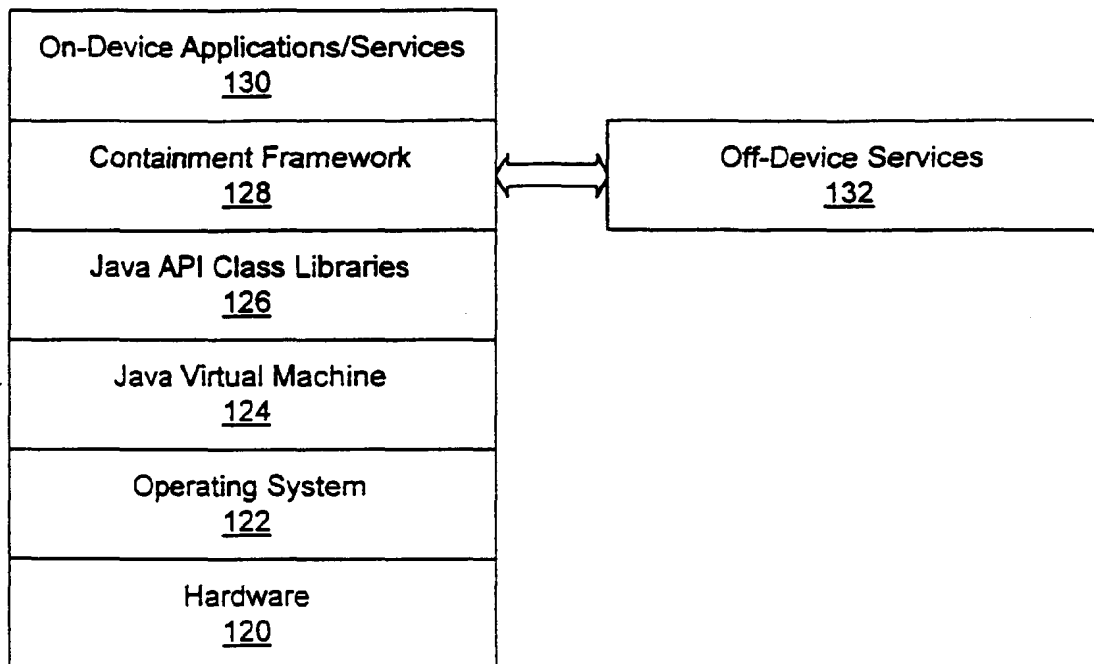 On-Device Applications/Services
130
Containment Framework
128
Off-Device Services
132
Java API Class Libraries
126
Java Virtual Machine
124
Operating System
122
Hardware
120